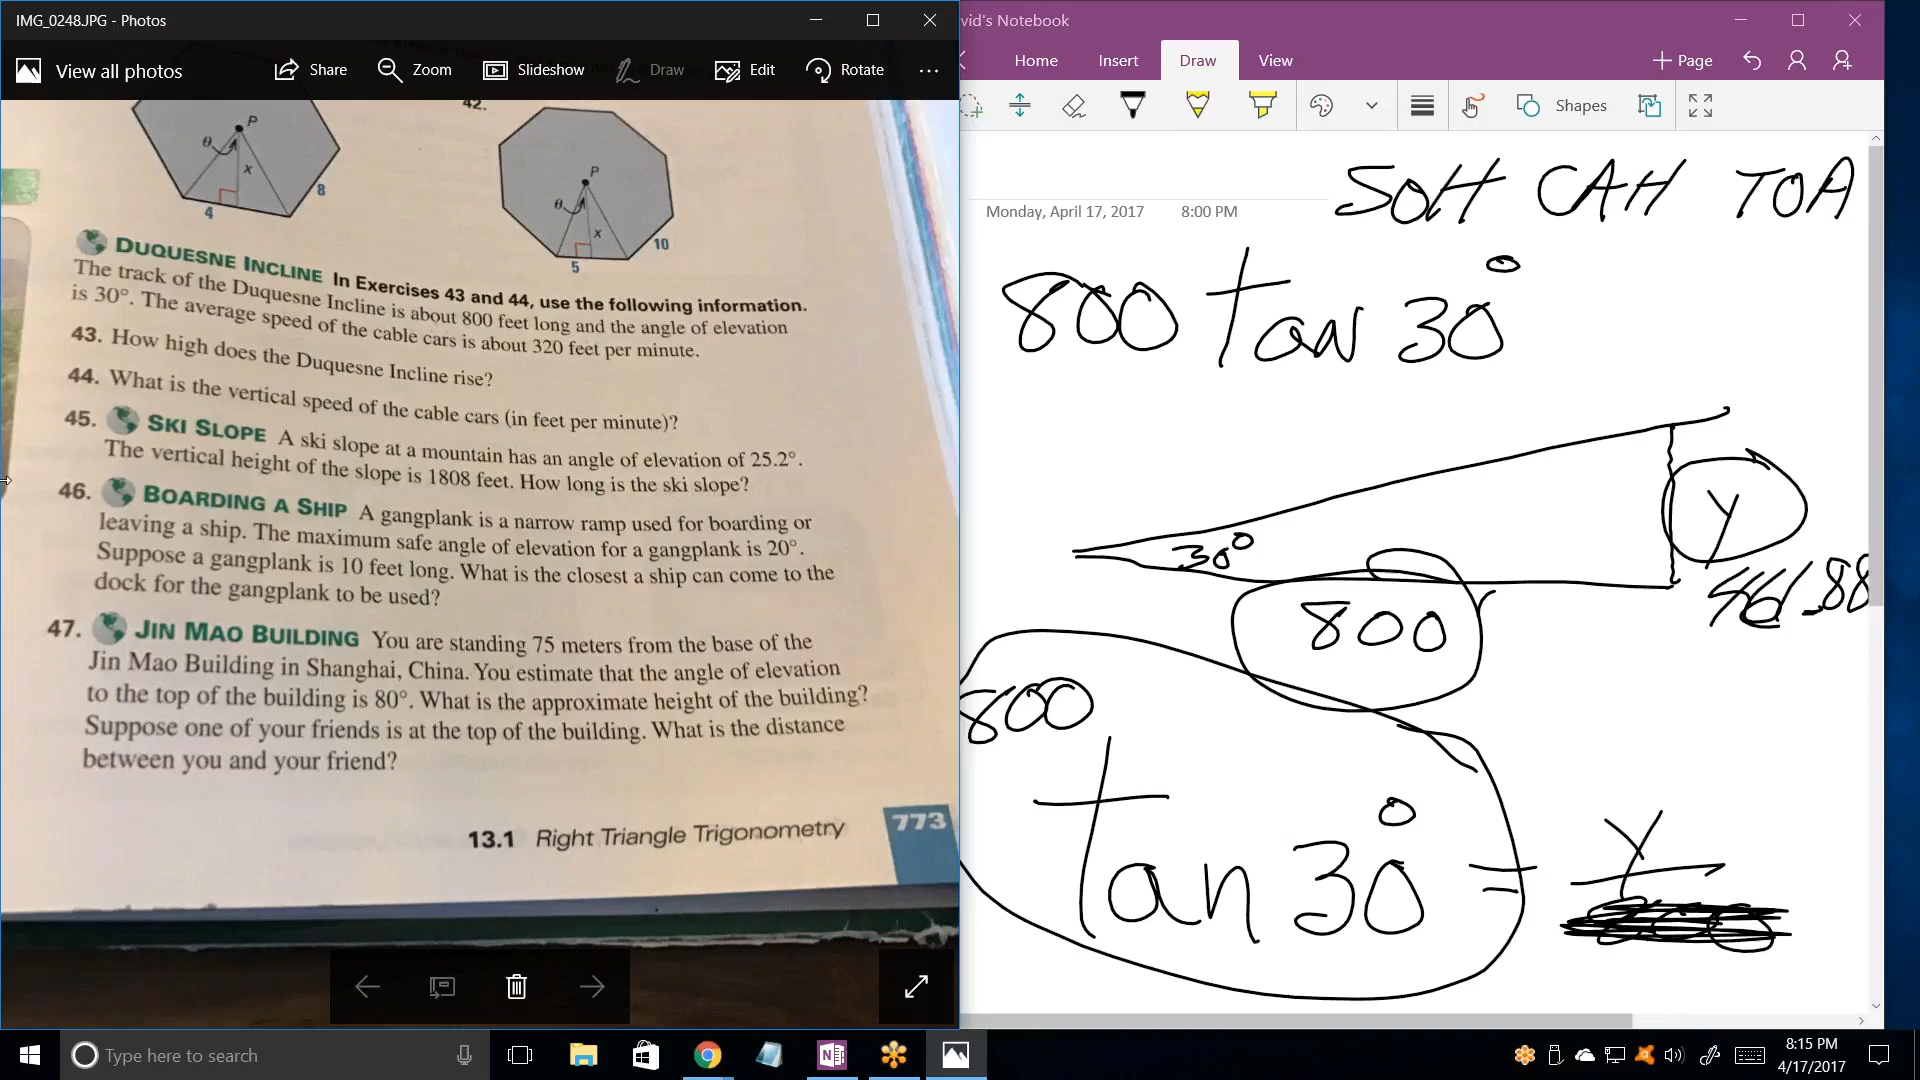 IMG_0248.JPG - Photos
View all photos
Share
Zoom
Slideshow
Draw
Edit
Rotate
42.
P
θ
x
8
4
P
θ
x
10
5
DUQUESNE INCLINE In Exercises 43 and 44, use the following information.
The track of the Duquesne Incline is about 800 feet long and the angle of elevation
is 30°. The average speed of the cable cars is about 320 feet per minute.
43. How high does the Duquesne Incline rise?
44. What is the vertical speed of the cable cars (in feet per minute)?
45. SKI SLOPE A ski slope at a mountain has an angle of elevation of 25.2°.
The vertical height of the slope is 1808 feet. How long is the ski slope?
46. BOARDING A SHIP A gangplank is a narrow ramp used for boarding or
leaving a ship. The maximum safe angle of elevation for a gangplank is 20°.
Suppose a gangplank is 10 feet long. What is the closest a ship can come to the
dock for the gangplank to be used?
47. JIN MAO BUILDING You are standing 75 meters from the base of the
Jin Mao Building in Shanghai, China. You estimate that the angle of elevation
to the top of the building is 80°. What is the approximate height of the building?
Suppose one of your friends is at the top of the building. What is the distance
between you and your friend?
13.1 Right Triangle Trigonometry 773
vid's Notebook
Home
Insert
Draw
View
Page
Shapes
Monday, April 17, 2017 8:00 PM
SOH CAH TOA
800 tan 30°
30°
Y
461.88
800
800
tan 30° = Y
Type here to search
8:15 PM
4/17/2017